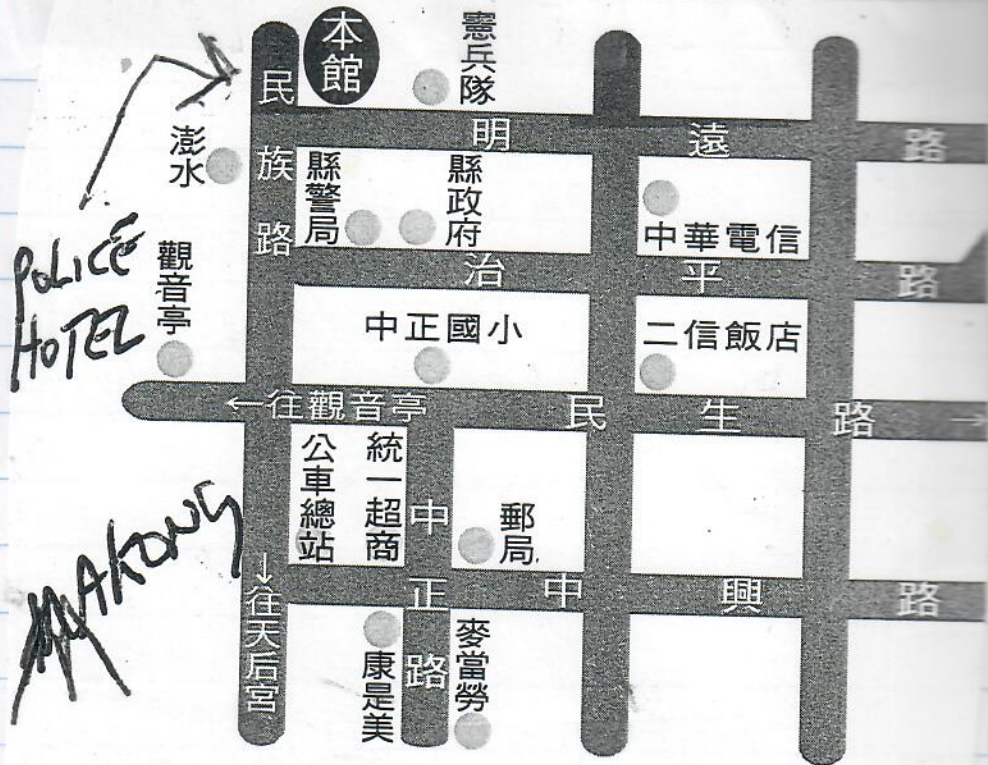 本館
憲兵隊
民族路
明遠路
澎水
縣警局
縣政府
中華電信
POLICE
HOTEL
觀音亭
治平路
中正國小
二信飯店
←往觀音亭
民生路→
公車總站
統一超商
中正路
郵局
MAKONG
↓往天后宮
中興路
康是美
麥當勞